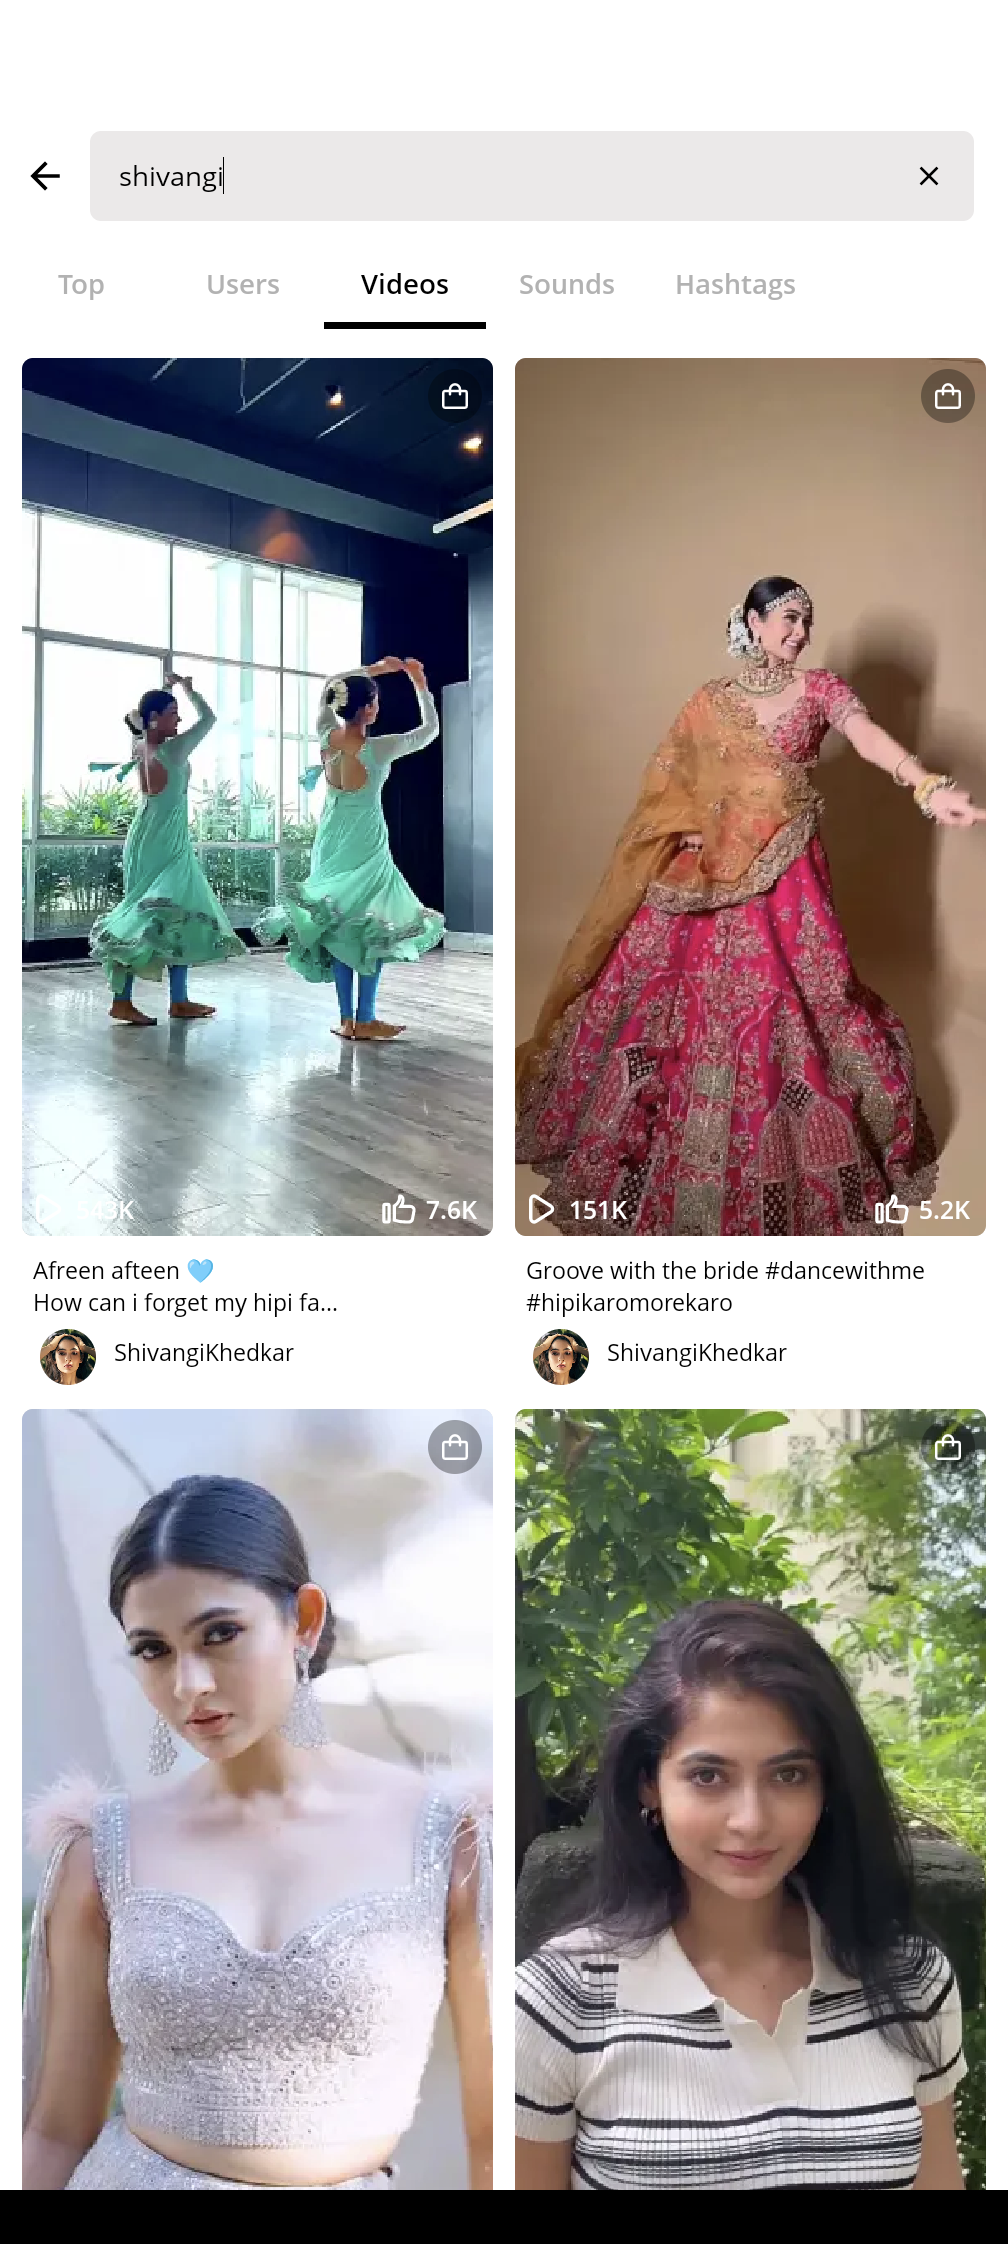 shivangi
Top Users Videos Sounds Hashtags
543K 7.6K
151K 5.2K
Afreen afteen 🩵
How can i forget my hipi fa...
ShivangiKhedkar
Groove with the bride #dancewithme
#hipikaromorekaro
ShivangiKhedkar